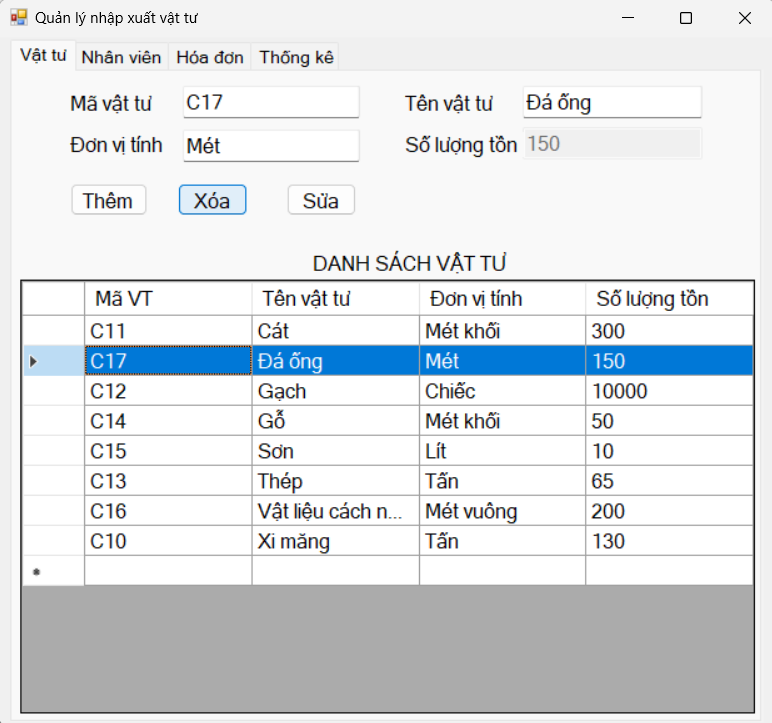 Quản lý nhập xuất vật tư
Vật tư Nhân viên Hóa đơn Thống kê
Mã vật tư C17 Tên vật tư Đá ống
Đơn vị tính Mét Số lượng tồn 150
Thêm Xóa Sửa
DANH SÁCH VẬT TƯ
Mã VT Tên vật tư Đơn vị tính Số lượng tồn
C11 Cát Mét khối 300
C17 Đá ống Mét 150
C12 Gạch Chiếc 10000
C14 Gỗ Mét khối 50
C15 Sơn Lít 10
C13 Thép Tấn 65
C16 Vật liệu cách n... Mét vuông 200
C10 Xi măng Tấn 130